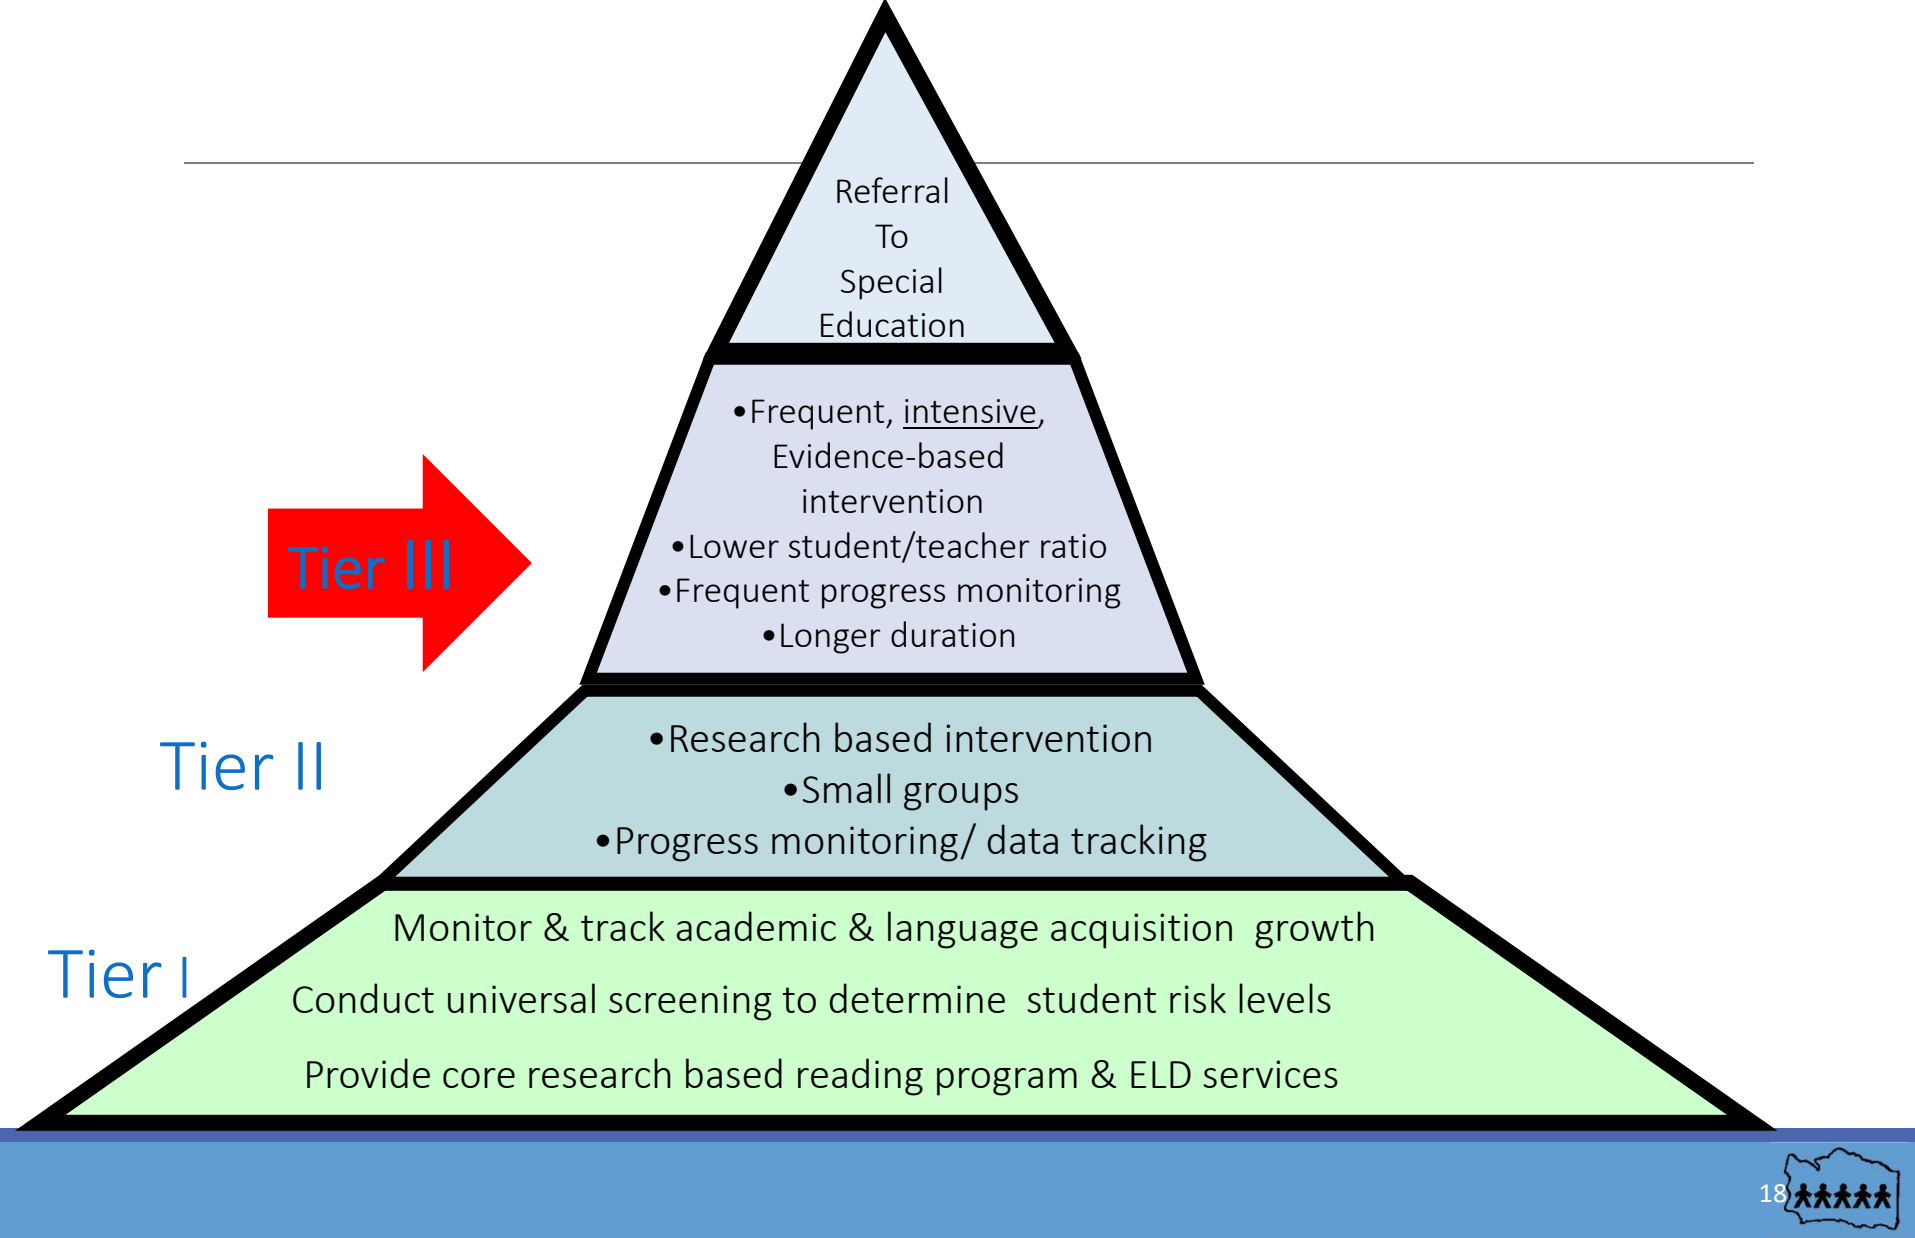 Referral
To
Special
Education
•Frequent, intensive,
Evidence-based
intervention
•Lower student/teacher ratio
•Frequent progress monitoring
•Longer duration
Tier III
•Research based intervention
•Small groups
•Progress monitoring/ data tracking
Tier II
Monitor & track academic & language acquisition  growth
Tier I
Conduct universal screening to determine  student risk levels
Provide core research based reading program & ELD services
18